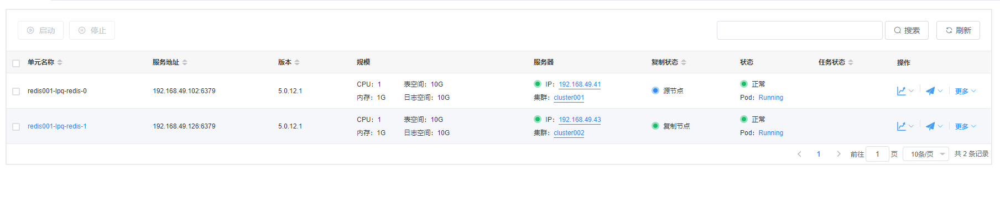 启动 停止 搜索 刷新
单元名称 服务地址 版本 规模 服务器 复制状态 状态 任务状态 操作
redis001-lpq-redis-0 192.168.49.102:6379 5.0.12.1 CPU：1 表空间：10G IP：192.168.49.41 源节点 正常 更多
内存：1G 日志空间：10G 集群：cluster001 Pod：Running
redis001-lpq-redis-1 192.168.49.126:6379 5.0.12.1 CPU：1 表空间：10G IP：192.168.49.43 复制节点 正常 更多
内存：1G 日志空间：10G 集群：cluster002 Pod：Running
1 前往 1 页 10条/页 共 2 条记录